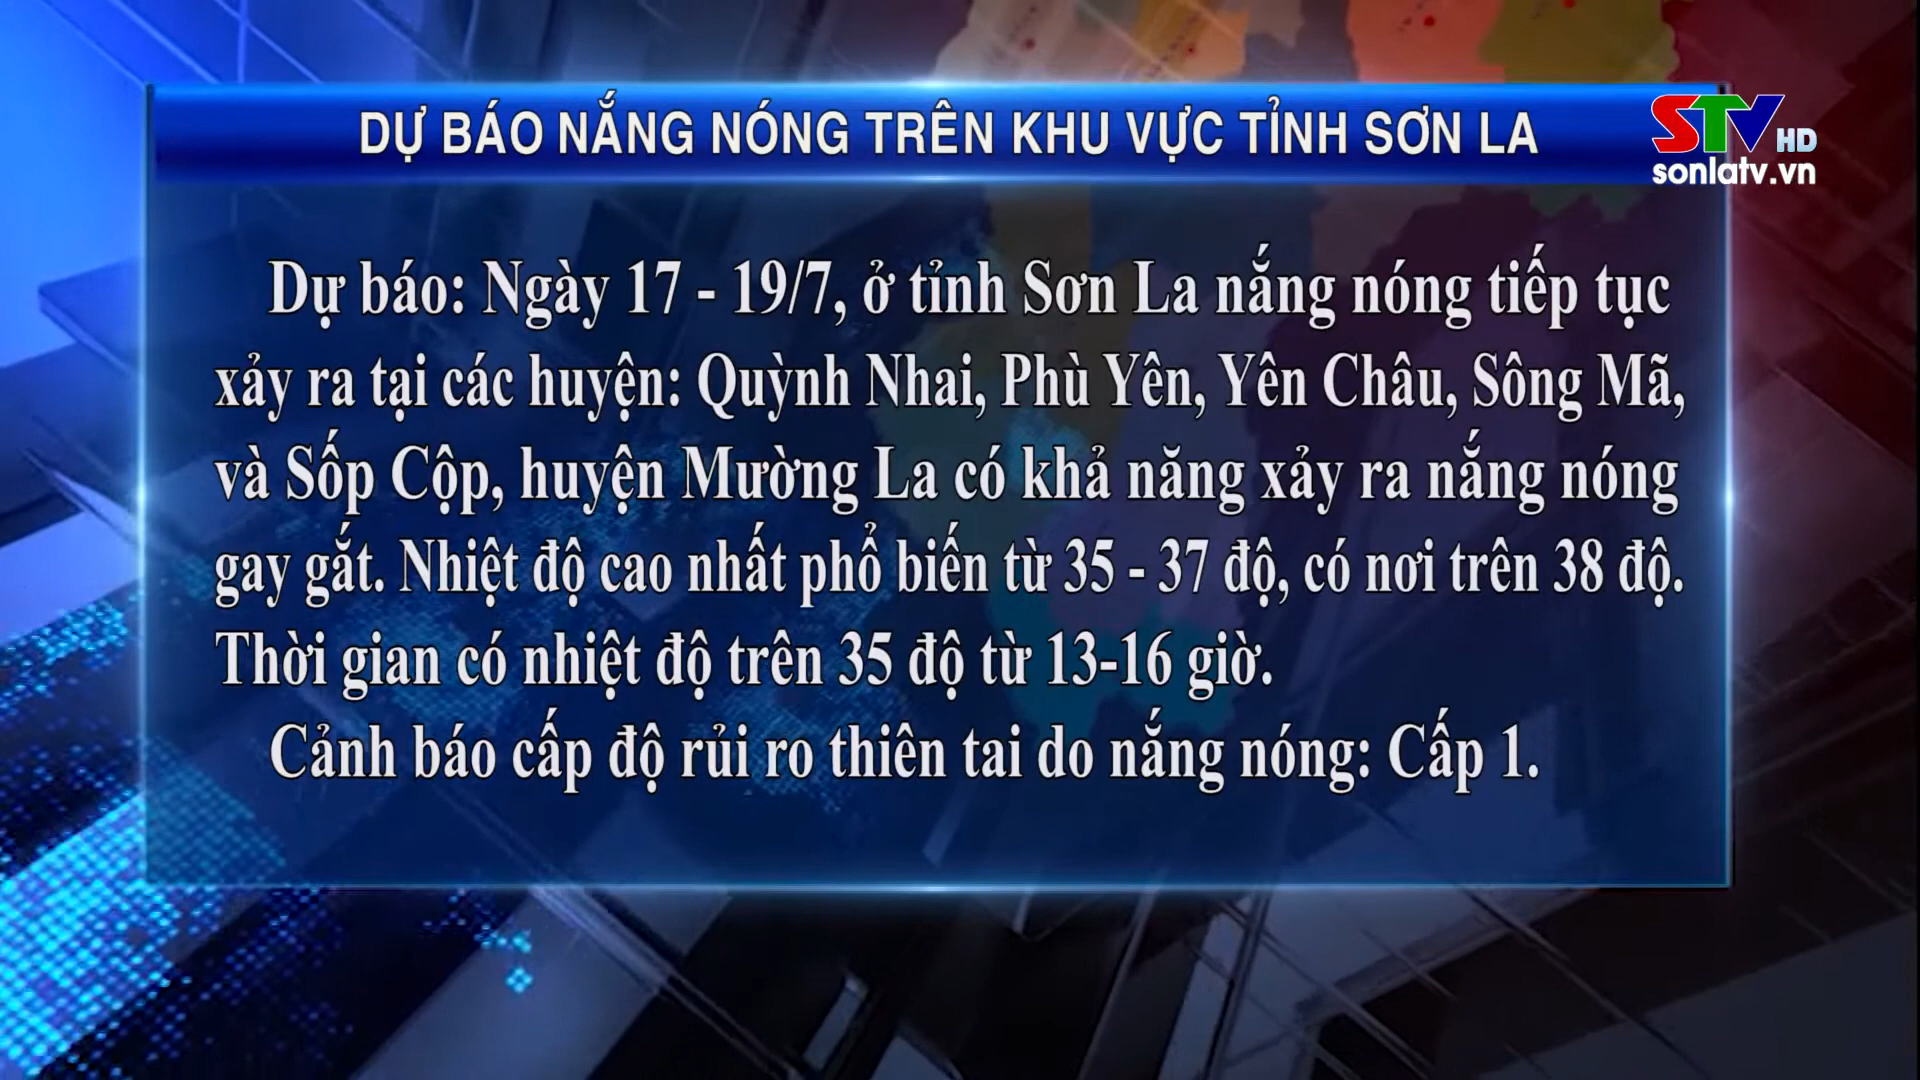 DỰ BÁO NẮNG NÓNG TRÊN KHU VỰC TỈNH SƠN LA
STV HD
sonlatv.vn
Dự báo: Ngày 17 - 19/7, ở tỉnh Sơn La nắng nóng tiếp tục
xảy ra tại các huyện: Quỳnh Nhai, Phù Yên, Yên Châu, Sông Mã,
và Sốp Cộp, huyện Mường La có khả năng xảy ra nắng nóng
gay gắt. Nhiệt độ cao nhất phổ biến từ 35 - 37 độ, có nơi trên 38 độ.
Thời gian có nhiệt độ trên 35 độ từ 13-16 giờ.
Cảnh báo cấp độ rủi ro thiên tai do nắng nóng: Cấp 1.